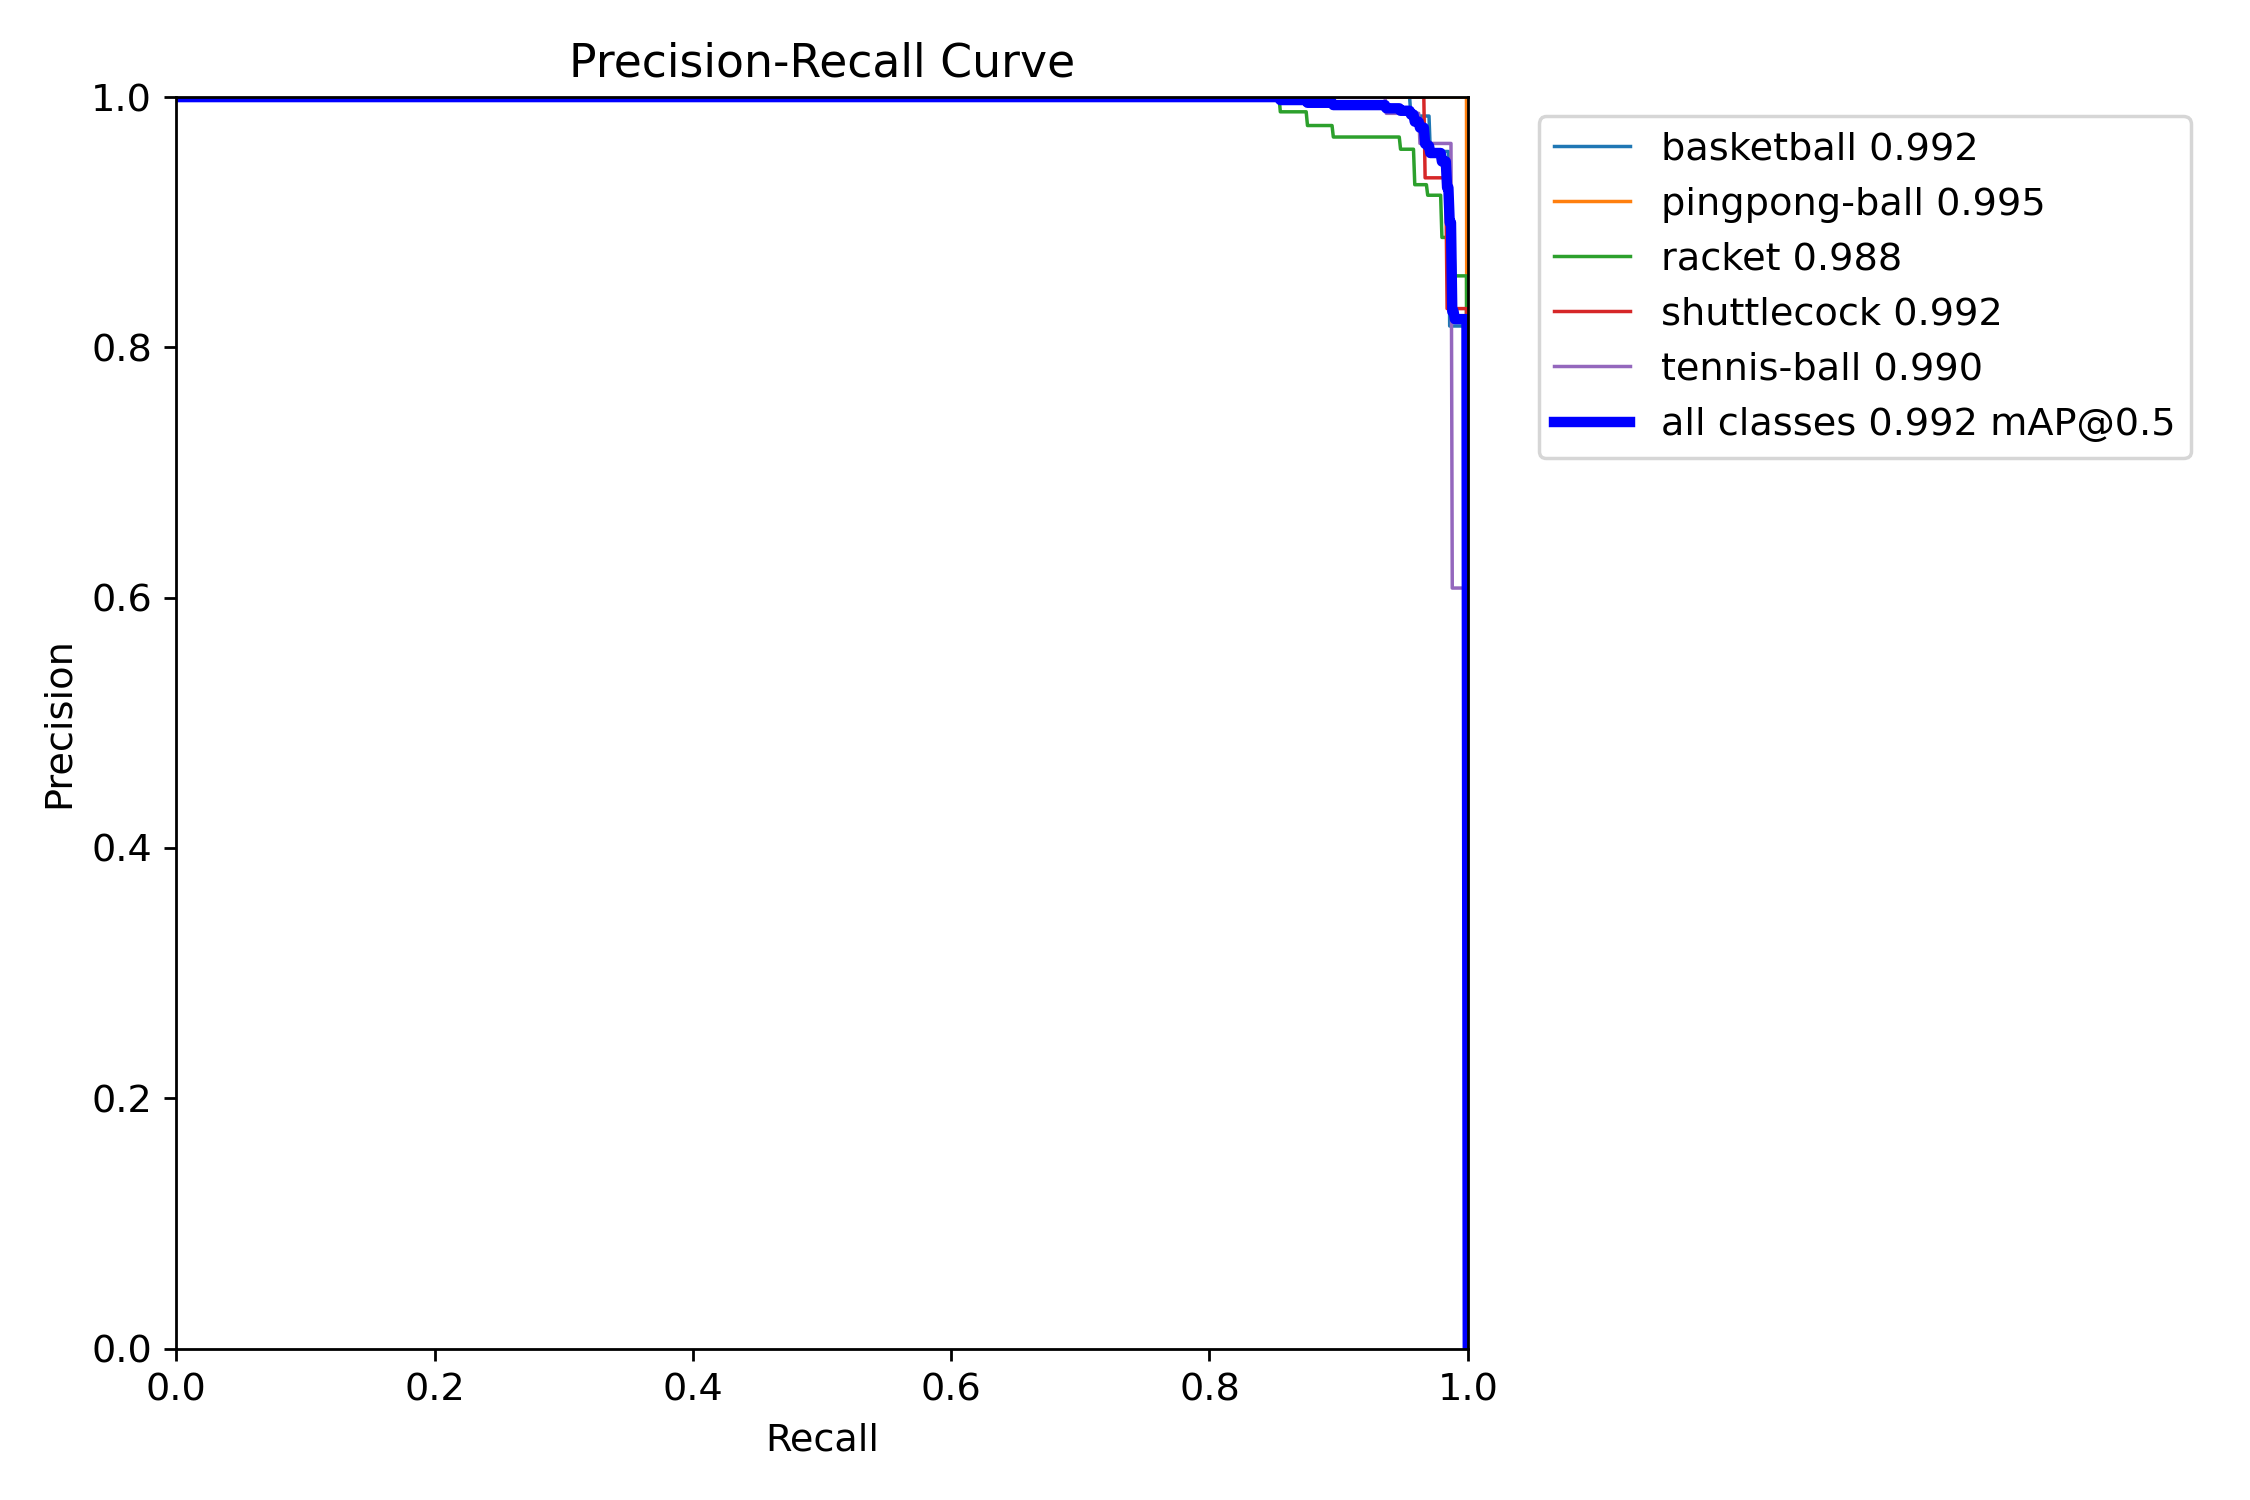 Precision-Recall Curve
1.0
0.8
0.6
0.4
0.2
0.0
Precision
0.0 0.2 0.4 0.6 0.8 1.0
Recall
basketball 0.992
pingpong-ball 0.995
racket 0.988
shuttlecock 0.992
tennis-ball 0.990
all classes 0.992 mAP@0.5